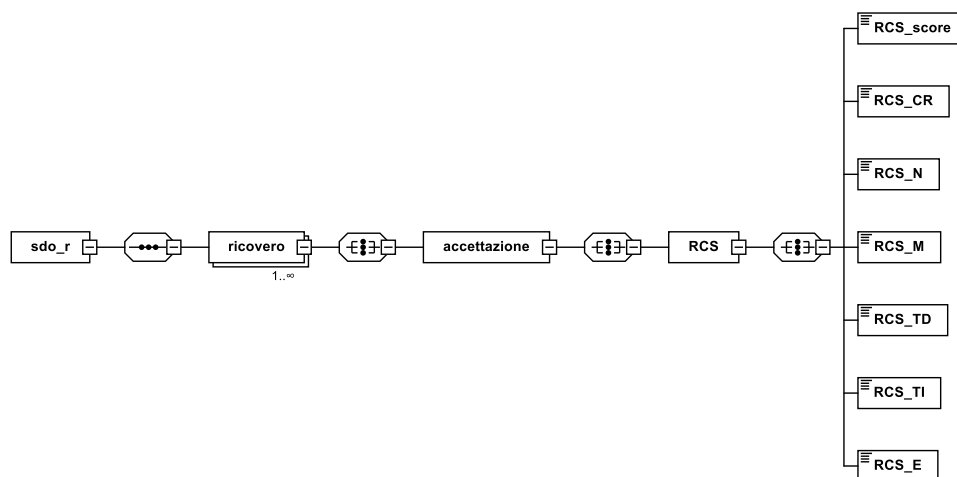 RCS_score
RCS_CR
RCS_N
sdo_r
ricovero
1..∞
accettazione
RCS
RCS_M
RCS_TD
RCS_TI
RCS_E